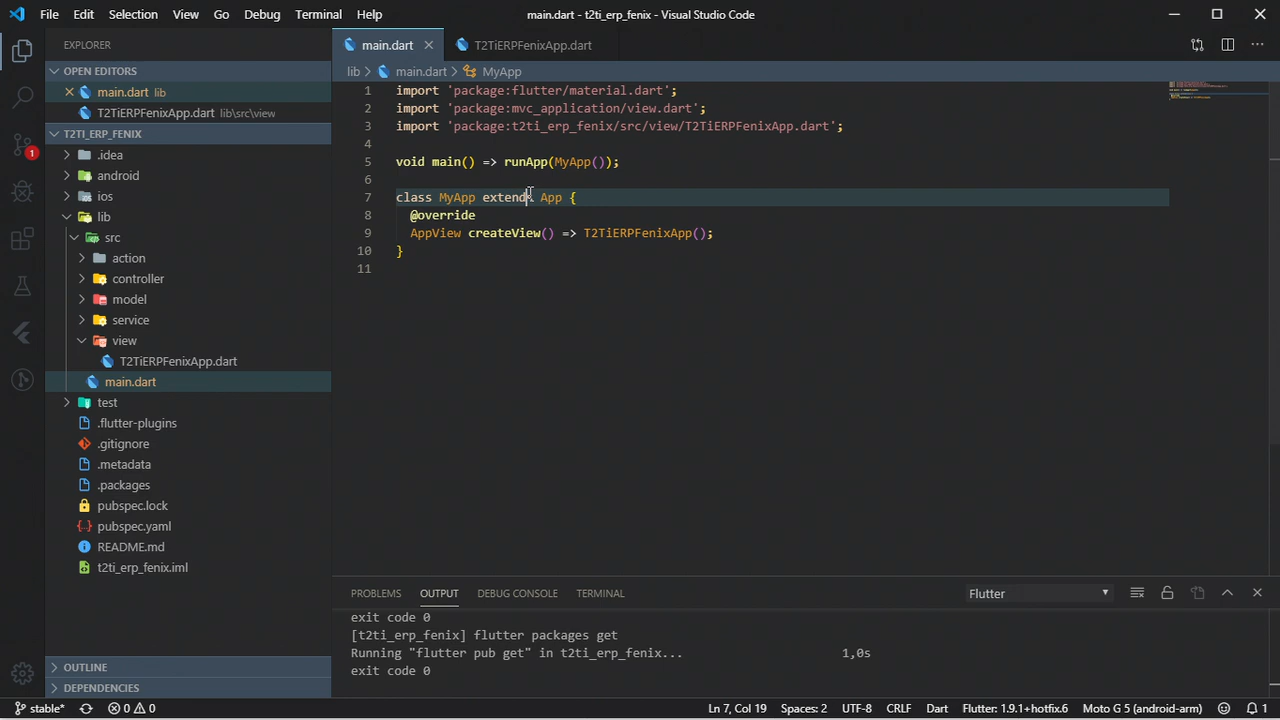 File Edit Selection View Go Debug Terminal Help
main.dart - t2ti_erp_fenix - Visual Studio Code
EXPLORER
OPEN EDITORS
main.dart lib
T2TiERPFenixApp.dart lib\src\view
T2TI_ERP_FENIX
.idea
android
ios
lib
src
action
controller
model
service
view
T2TiERPFenixApp.dart
main.dart
test
.flutter-plugins
.gitignore
.metadata
.packages
pubspec.lock
pubspec.yaml
README.md
t2ti_erp_fenix.iml
OUTLINE
DEPENDENCIES
1
main.dart
T2TiERPFenixApp.dart
lib > main.dart > MyApp
1 import 'package:flutter/material.dart';
2 import 'package:mvc_application/view.dart';
3 import 'package:t2ti_erp_fenix/src/view/T2TiERPFenixApp.dart';
4
5 void main() => runApp(MyApp());
6
7 class MyApp extends App {
8 @override
9 AppView createView() => T2TiERPFenixApp();
10 }
11
PROBLEMS OUTPUT DEBUG CONSOLE TERMINAL
Flutter
exit code 0
[t2ti_erp_fenix] flutter packages get
Running "flutter pub get" in t2ti_erp_fenix... 1,0s
exit code 0
stable* 0 0 Ln 7, Col 19 Spaces: 2 UTF-8 CRLF Dart Flutter: 1.9.1+hotfix.6 Moto G 5 (android-arm) 1